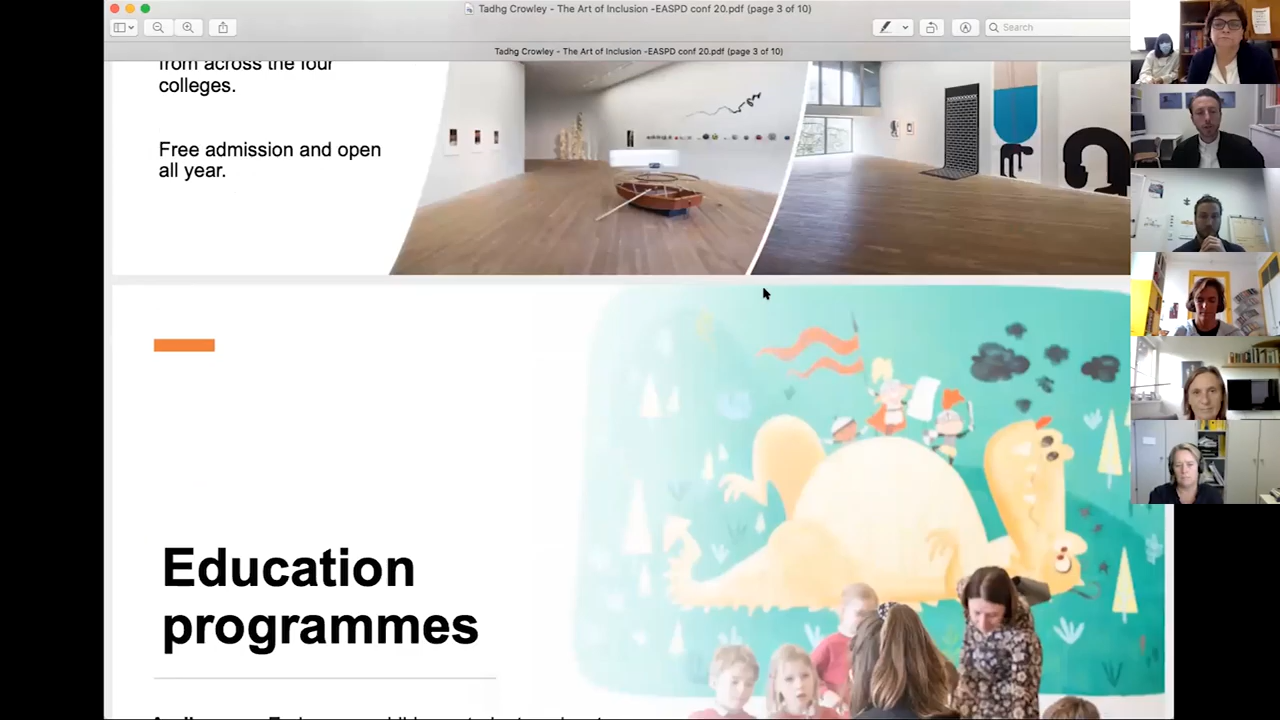 Tadhg Crowley - The Art of Inclusion -EASPD conf 20.pdf (page 3 of 10)
Search
Tadhg Crowley - The Art of Inclusion -EASPD conf 20.pdf (page 3 of 10)
from across the four
colleges.
Free admission and open
all year.
Education
programmes